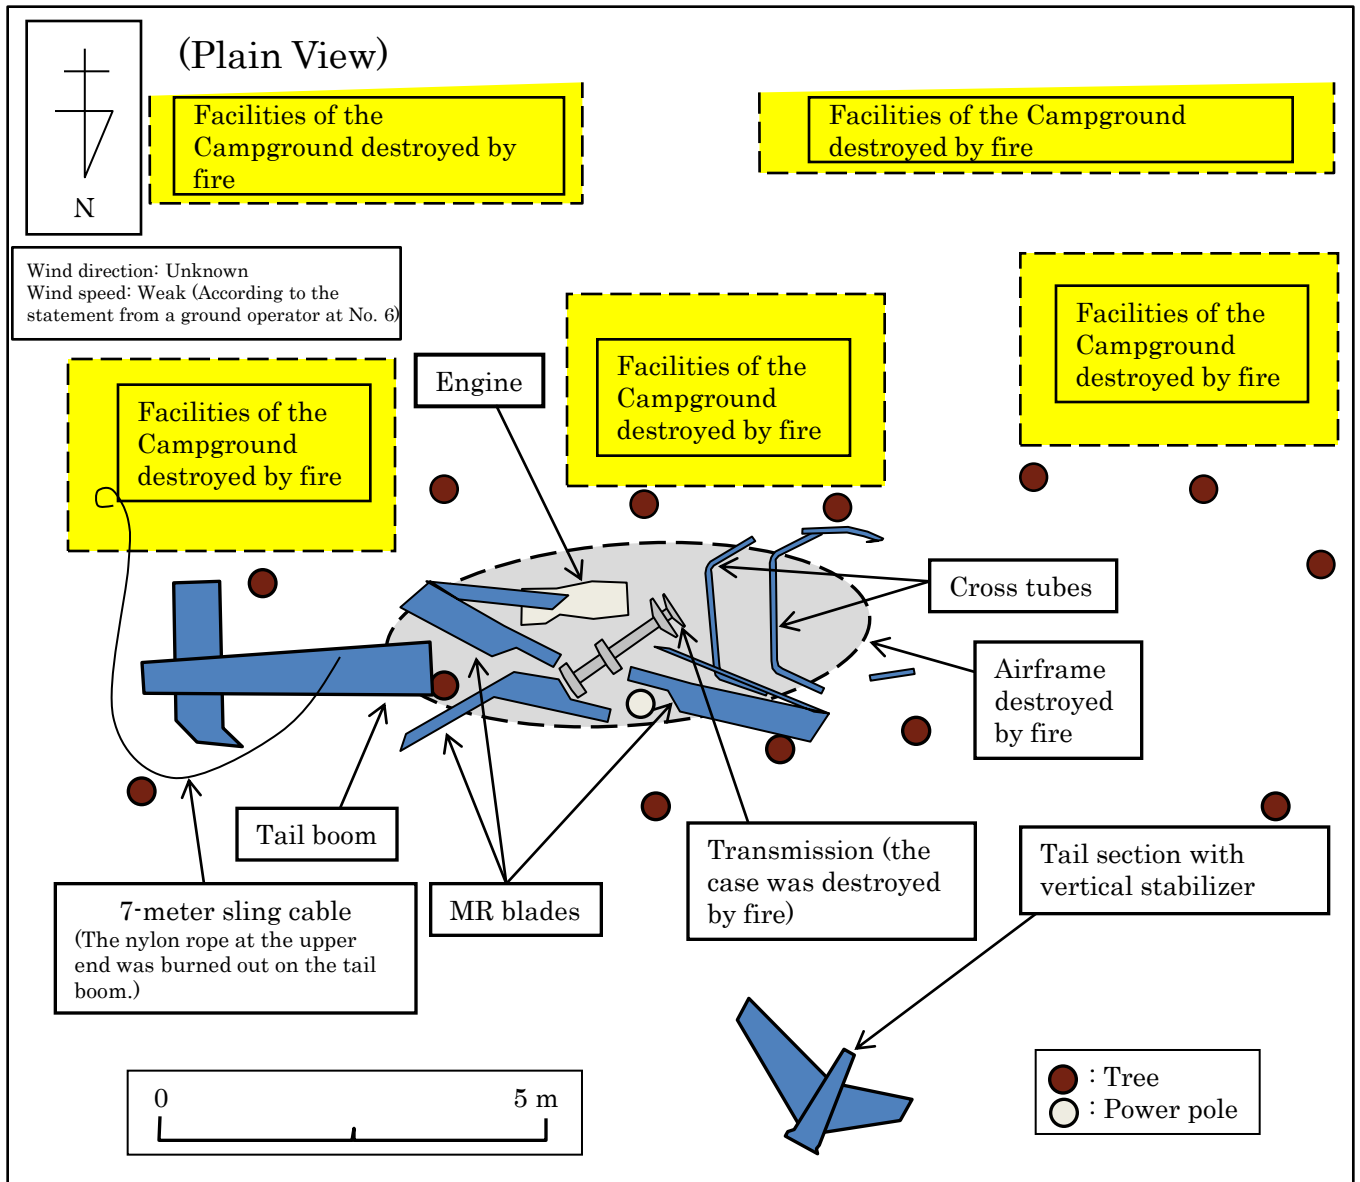 (Plain View)
N
Facilities of the
Campground destroyed by
fire
Facilities of the Campground
destroyed by fire
Wind direction: Unknown
Wind speed: Weak (According to the
statement from a ground operator at No. 6)
Facilities of the
Campground
destroyed by fire
Facilities of the
Campground
destroyed by fire
Facilities of the
Campground
destroyed by fire
Engine
Cross tubes
Airframe
destroyed
by fire
Tail boom
MR blades
Transmission (the
case was destroyed
by fire)
Tail section with
vertical stabilizer
7-meter sling cable
(The nylon rope at the upper
end was burned out on the tail
boom.)
0
5 m
: Tree
: Power pole